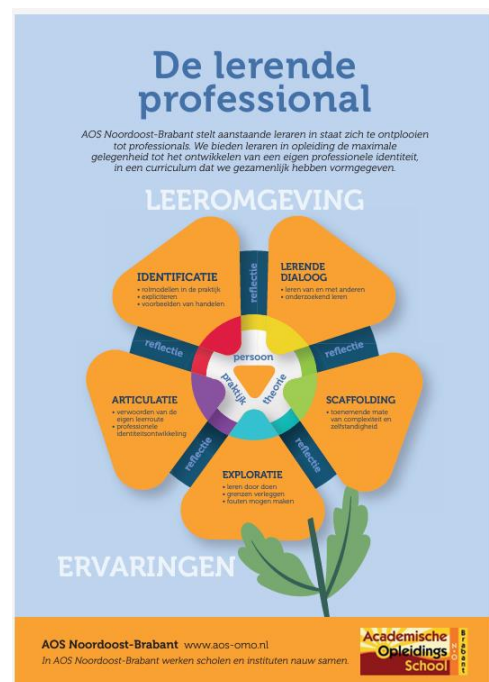 De lerende
professional
AOS Noordoost-Brabant stelt aanstaande leraren in staat zich te ontplooien
tot professionals. We bieden leraren in opleiding de maximale
gelegenheid tot het ontwikkelen van een eigen professionele identiteit,
in een curriculum dat we gezamenlijk hebben vormgegeven.
LEEROMGEVING
IDENTIFICATIE
• rolmodellen in de praktijk
• expliciteren
• voorbeelden van handelen
reflectie
LERENDE
DIALOOG
• leren van en met anderen
• onderzoekend leren
reflectie
reflectie
persoon
praktijk
theorie
ARTICULATIE
• verwoorden van de
eigen leerroute
• professionele
identiteitsontwikkeling
SCAFFOLDING
• toenemende mate
van complexiteit en
zelfstandigheid
reflectie
reflectie
EXPLORATIE
• leren door doen
• grenzen verleggen
• fouten mogen maken
ERVARINGEN
AOS Noordoost-Brabant www.aos-omo.nl
In AOS Noordoost-Brabant werken scholen en instituten nauw samen.
Academische
Opleidings
School
Brabant